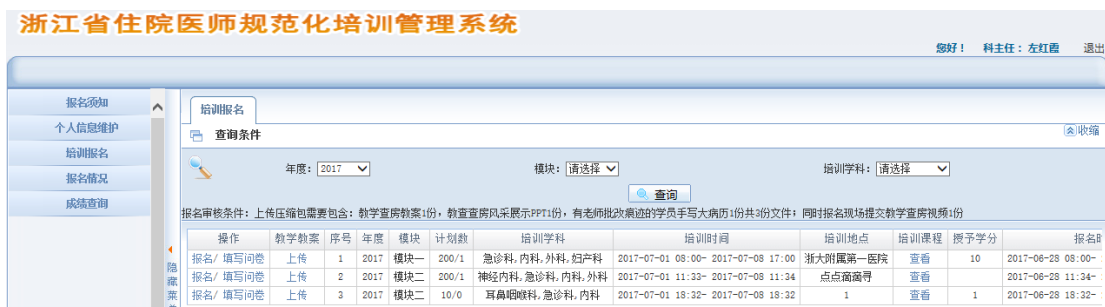 浙江省住院医师规范化培训管理系统
您好！ 科主任：左红霞 退出
报名须知
个人信息维护
培训报名
报名情况
成绩查询
隐藏菜
培训报名
查询条件 收缩
年度：2017 模块：请选择 培训学科：请选择
查询
报名审核条件：上传压缩包需要包含：教学查房教案1份，教查查房风采展示PPT1份，有老师批改痕迹的学员手写大病历1份共3份文件；同时报名现场提交教学查房视频1份
操作 教学教案 序号 年度 模块 计划数 培训学科 培训时间 培训地点 培训课程 授予学分 报名时
报名/ 填写问卷 上传 1 2017 模块一 200/1 急诊科,内科,外科,妇产科 2017-07-01 08:00- 2017-07-08 17:00 浙大附属第一医院 查看 10 2017-06-28 08:00-
报名/ 填写问卷 上传 2 2017 模块二 200/1 神经内科,急诊科,内科,外科 2017-07-01 11:33- 2017-07-08 11:34 点点滴滴寻 查看 2017-06-28 11:34-
报名/ 填写问卷 上传 3 2017 模块二 10/0 耳鼻咽喉科,急诊科,内科 2017-07-01 18:32- 2017-07-08 18:32 1 查看 1 2017-06-28 18:32-